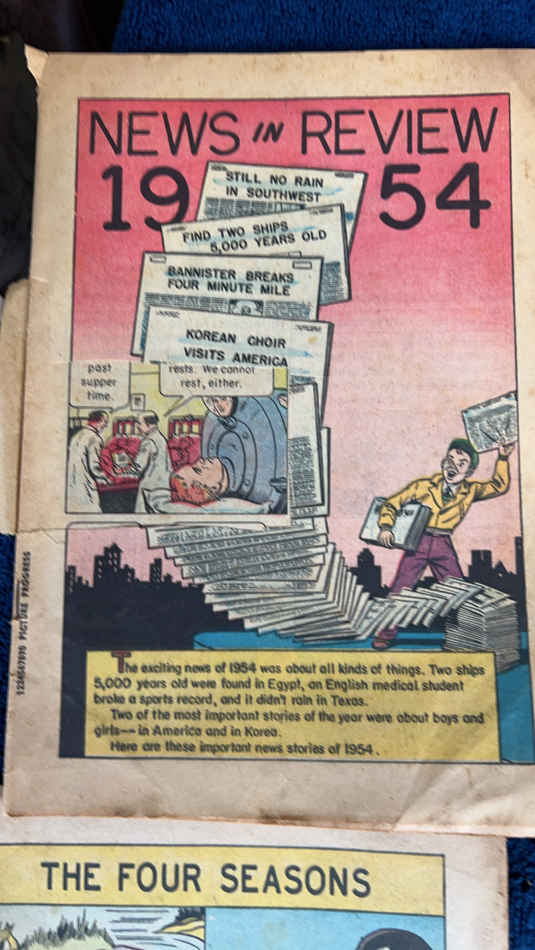 NEWS IN REVIEW
1954
STILL NO RAIN
IN SOUTHWEST
FIND TWO SHIPS
5,000 YEARS OLD
BANNISTER BREAKS
FOUR MINUTE MILE
KOREAN CHOIR
VISITS AMERICA
past
supper
time.
rests. We cannot
rest, either.
The exciting news of 1954 was about all kinds of things. Two ships
5,000 years old were found in Egypt, an English medical student
broke a sports record, and it didn't rain in Texas.
Two of the most important stories of the year were about boys and
girls-- in America and in Korea.
Here are these important news stories of 1954.
1234567890 PICTURE PROGRESS
THE FOUR SEASONS